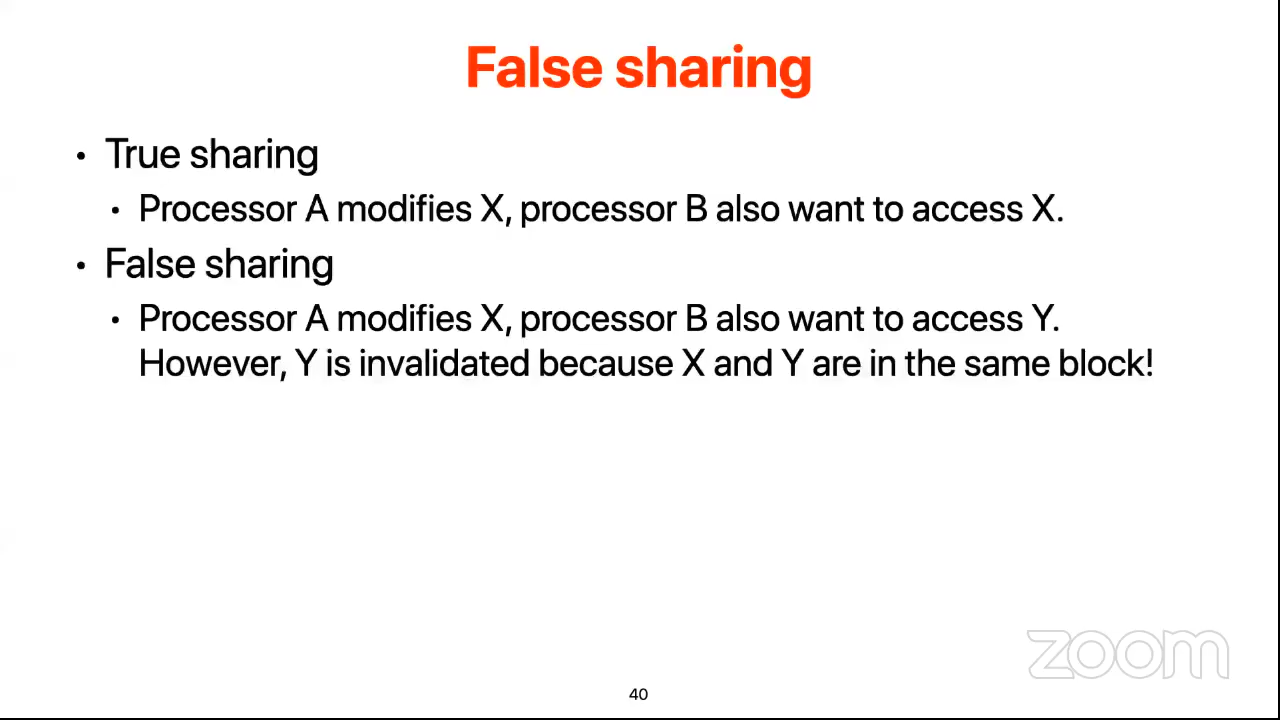 False sharing
• True sharing
• Processor A modifies X, processor B also want to access X.
• False sharing
• Processor A modifies X, processor B also want to access Y.
However, Y is invalidated because X and Y are in the same block!
zoom
40